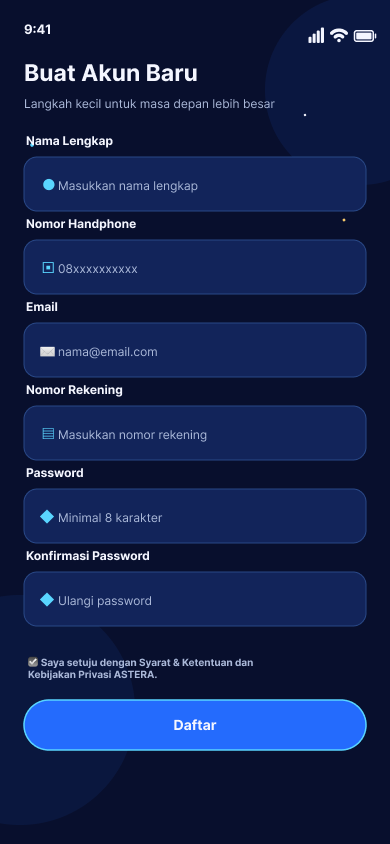 9:41
Buat Akun Baru
Langkah kecil untuk masa depan lebih besar
Nama Lengkap
Masukkan nama lengkap
Nomor Handphone
08xxxxxxxxxx
Email
nama@email.com
Nomor Rekening
Masukkan nomor rekening
Password
Minimal 8 karakter
Konfirmasi Password
Ulangi password
Saya setuju dengan Syarat & Ketentuan dan
Kebijakan Privasi ASTERA.
Daftar